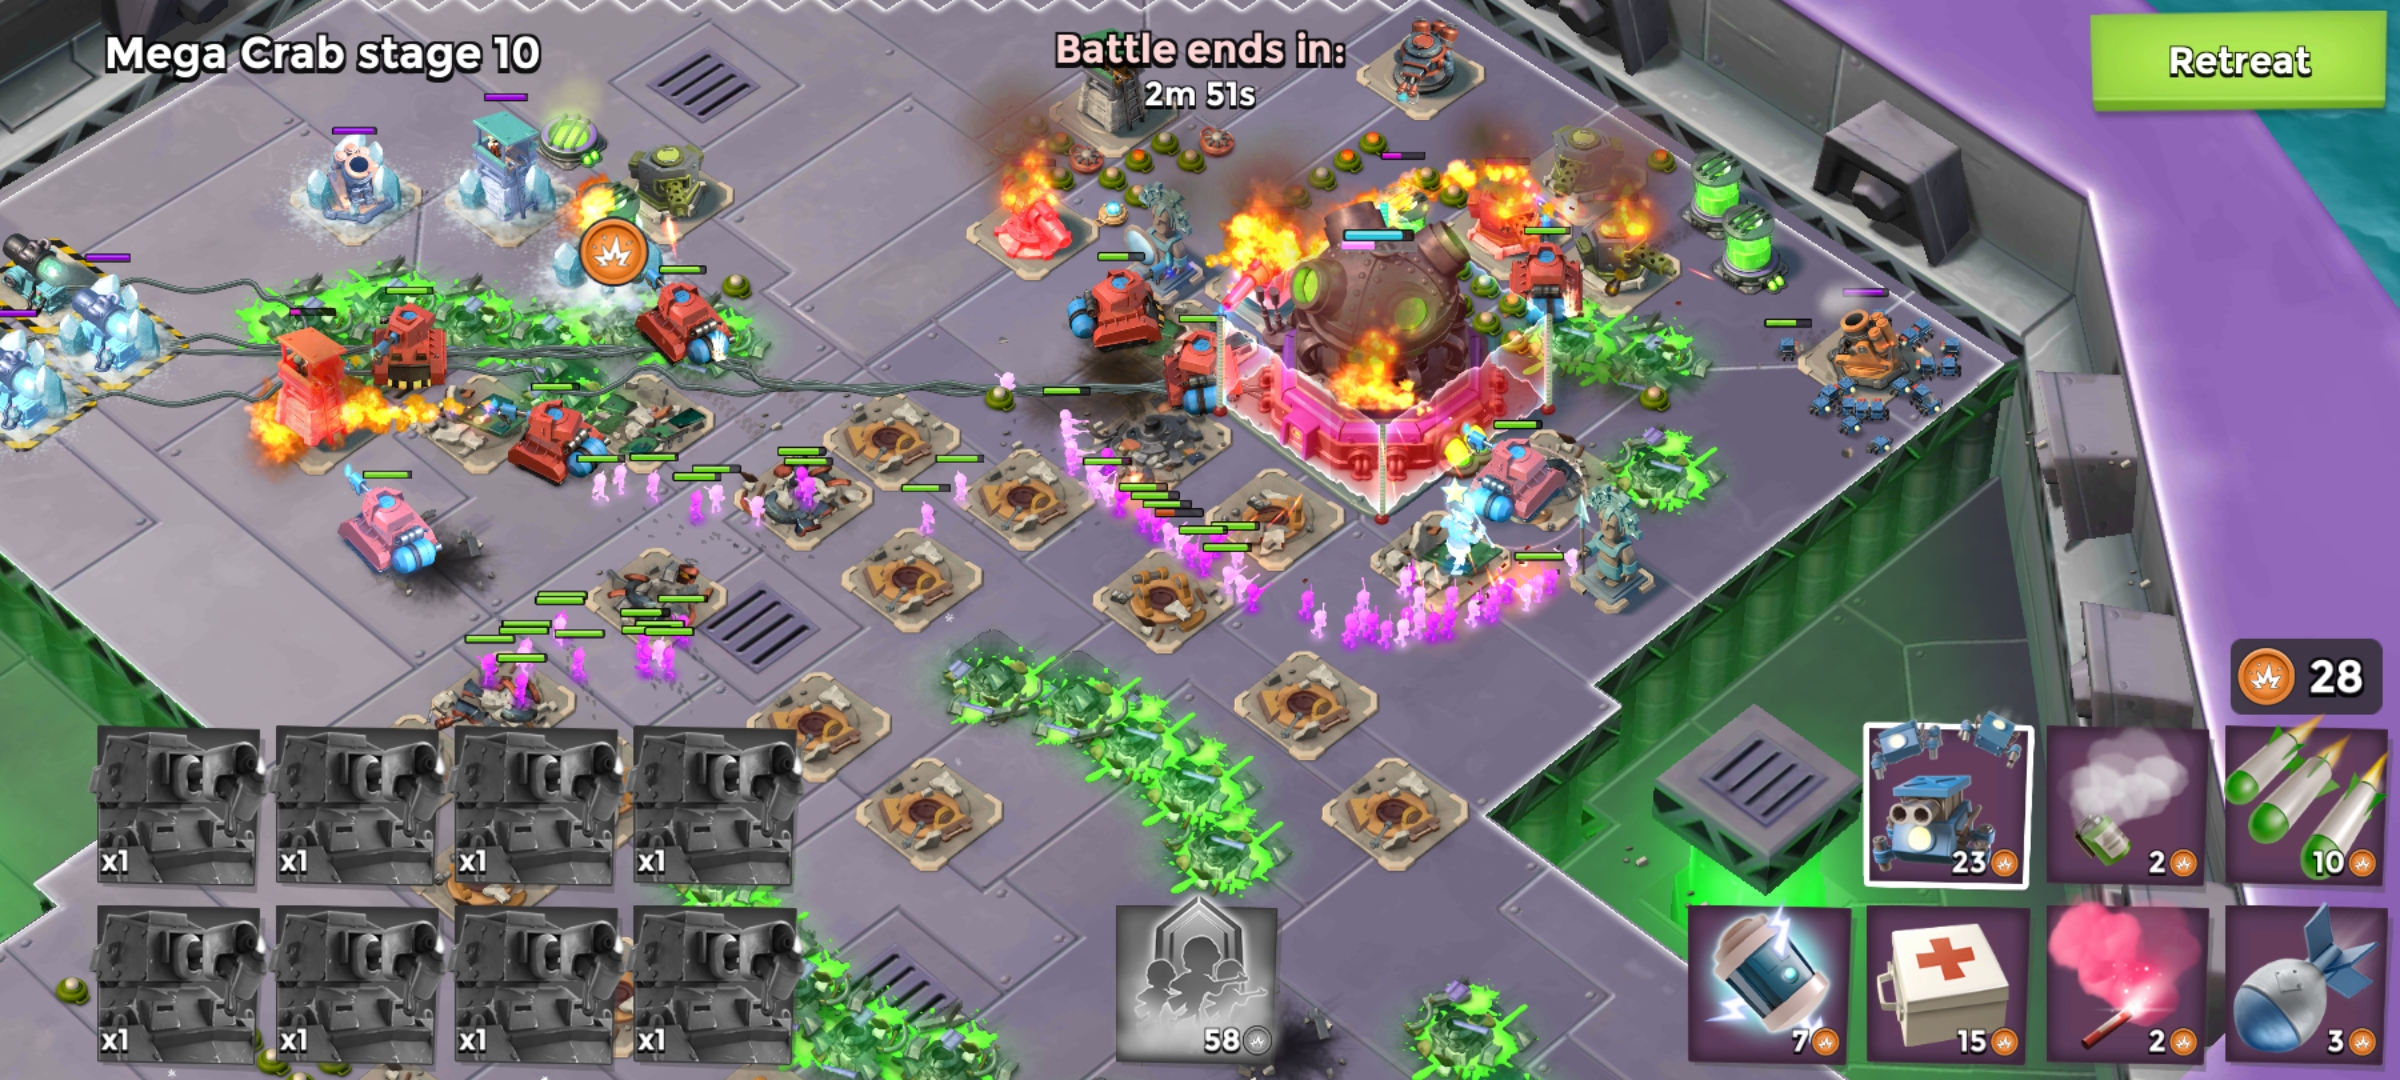 Mega Crab stage 10
Battle ends in:
2m 51s
Retreat
28
x1
x1
x1
x1
23
2
10
x1
x1
x1
x1
58
7
15
2
3